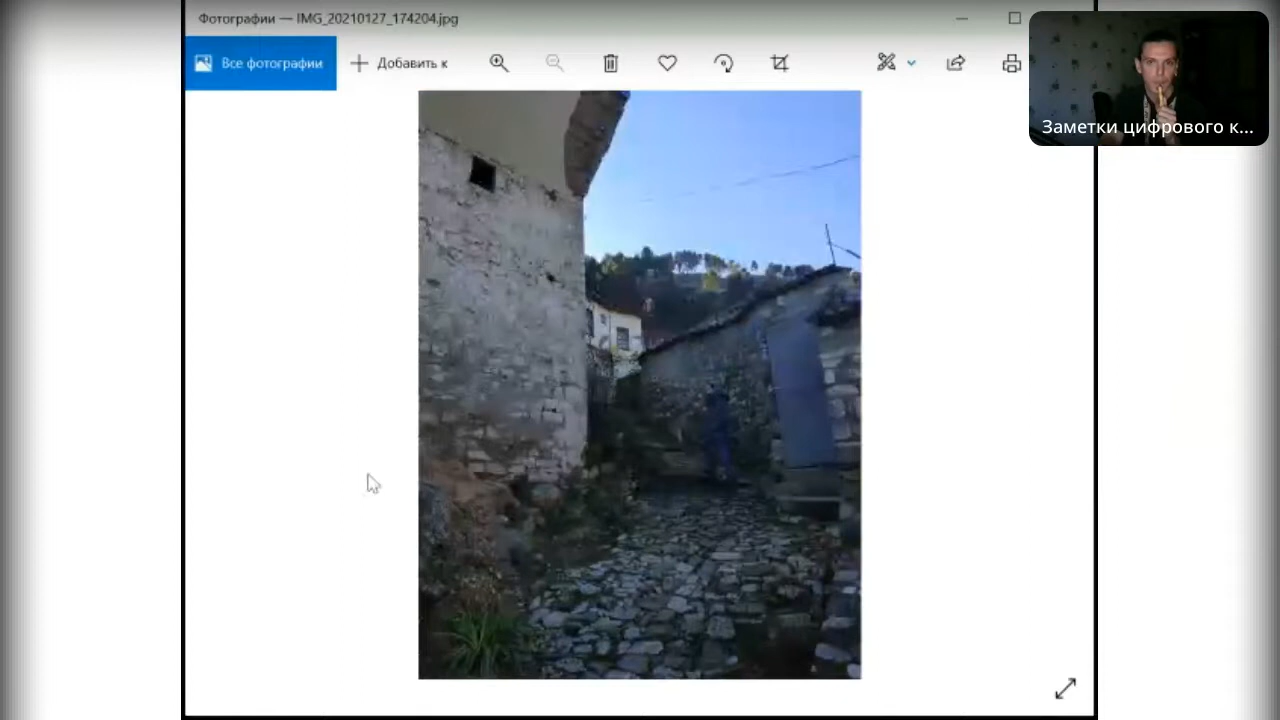 Фотографии — IMG_20210127_174204.jpg
Все фотографии
Добавить к
Заметки цифрового к...